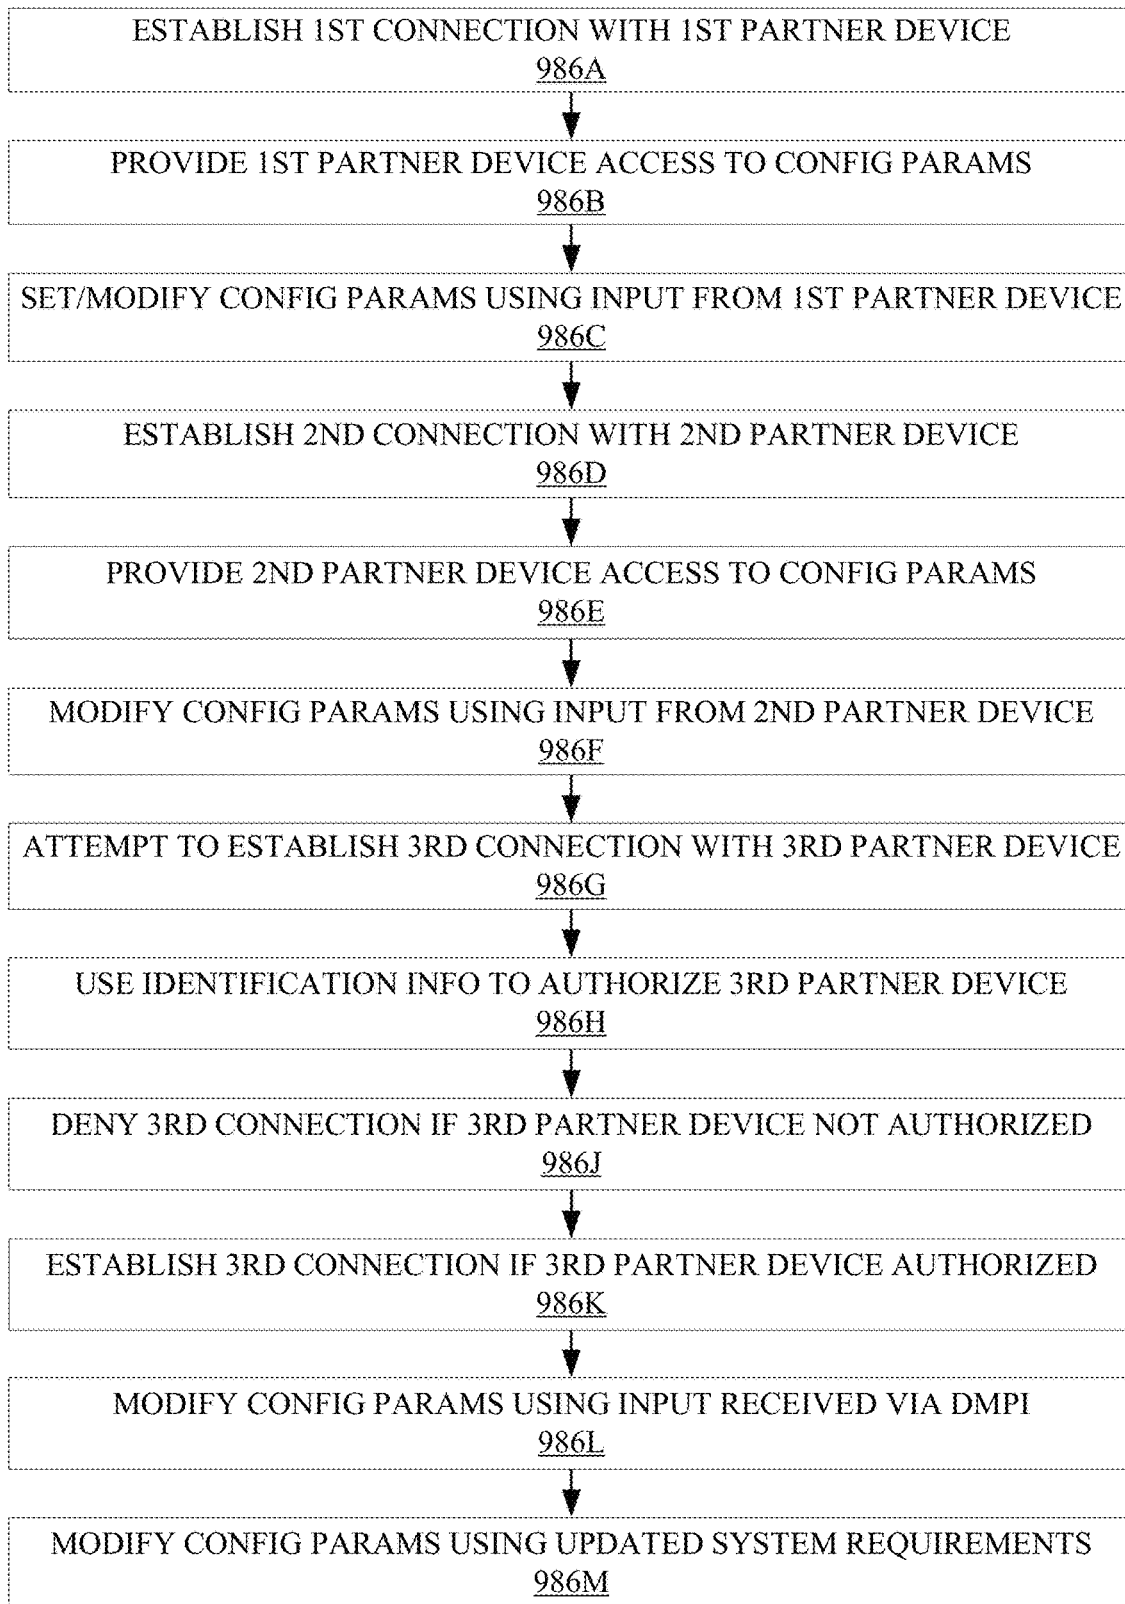 ESTABLISH 1ST CONNECTION WITH 1ST PARTNER DEVICE
986A
PROVIDE 1ST PARTNER DEVICE ACCESS TO CONFIG PARAMS
986B
SET/MODIFY CONFIG PARAMS USING INPUT FROM 1ST PARTNER DEVICE
986C
ESTABLISH 2ND CONNECTION WITH 2ND PARTNER DEVICE
986D
PROVIDE 2ND PARTNER DEVICE ACCESS TO CONFIG PARAMS
986E
MODIFY CONFIG PARAMS USING INPUT FROM 2ND PARTNER DEVICE
986F
ATTEMPT TO ESTABLISH 3RD CONNECTION WITH 3RD PARTNER DEVICE
986G
USE IDENTIFICATION INFO TO AUTHORIZE 3RD PARTNER DEVICE
986H
DENY 3RD CONNECTION IF 3RD PARTNER DEVICE NOT AUTHORIZED
986J
ESTABLISH 3RD CONNECTION IF 3RD PARTNER DEVICE AUTHORIZED
986K
MODIFY CONFIG PARAMS USING INPUT RECEIVED VIA DMPI
986L
MODIFY CONFIG PARAMS USING UPDATED SYSTEM REQUIREMENTS
986M